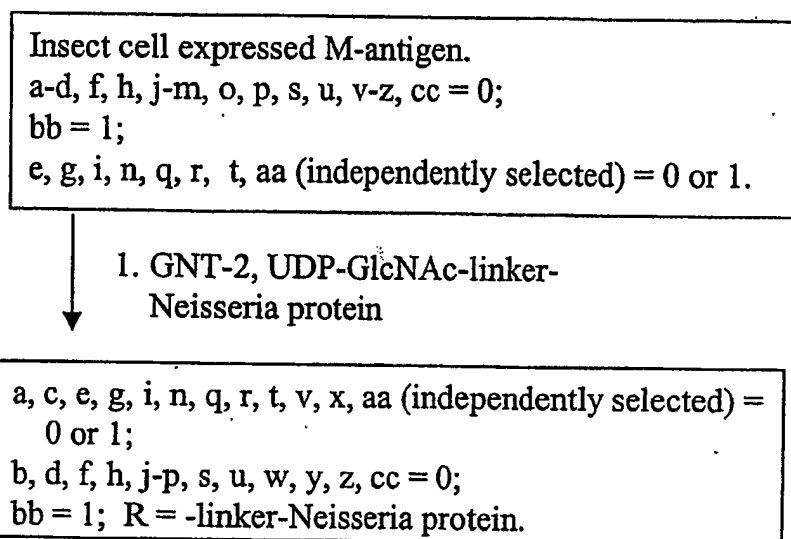 Insect cell expressed M-antigen.
a-d, f, h, j-m, o, p, s, u, v-z, cc = 0;
bb = 1;
e, g, i, n, q, r, t, aa (independently selected) = 0 or 1.
1. GNT-2, UDP-GlcNAc-linker-
Neisseria protein
a, c, e, g, i, n, q, r, t, v, x, aa (independently selected) =
0 or 1;
b, d, f, h, j-p, s, u, w, y, z, cc = 0;
bb = 1; R = -linker-Neisseria protein.